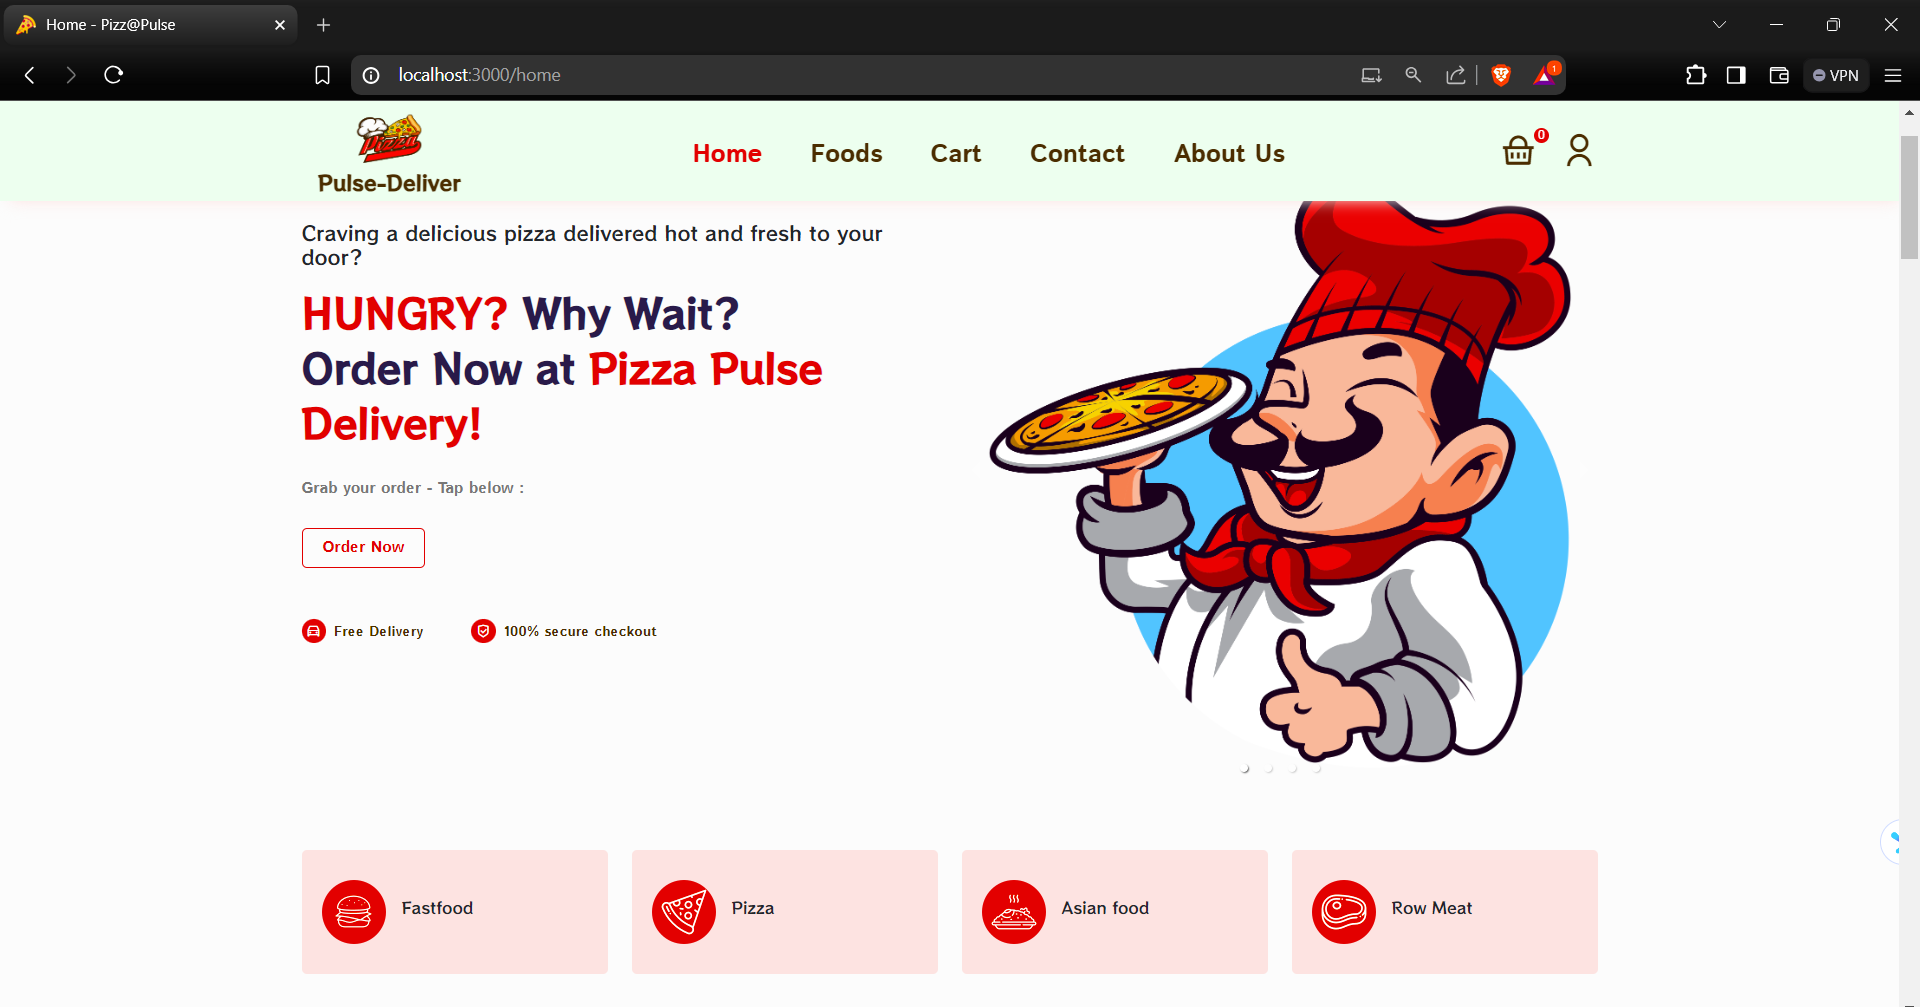 Home - Pizz@Pulse
localhost:3000/home
1
VPN
Pizza
Pulse-Deliver
Home
Foods
Cart
Contact
About Us
0
Craving a delicious pizza delivered hot and fresh to your
door?
HUNGRY? Why Wait?
Order Now at Pizza Pulse
Delivery!
Grab your order - Tap below :
Order Now
Free Delivery
100% secure checkout
Fastfood
Pizza
Asian food
Row Meat